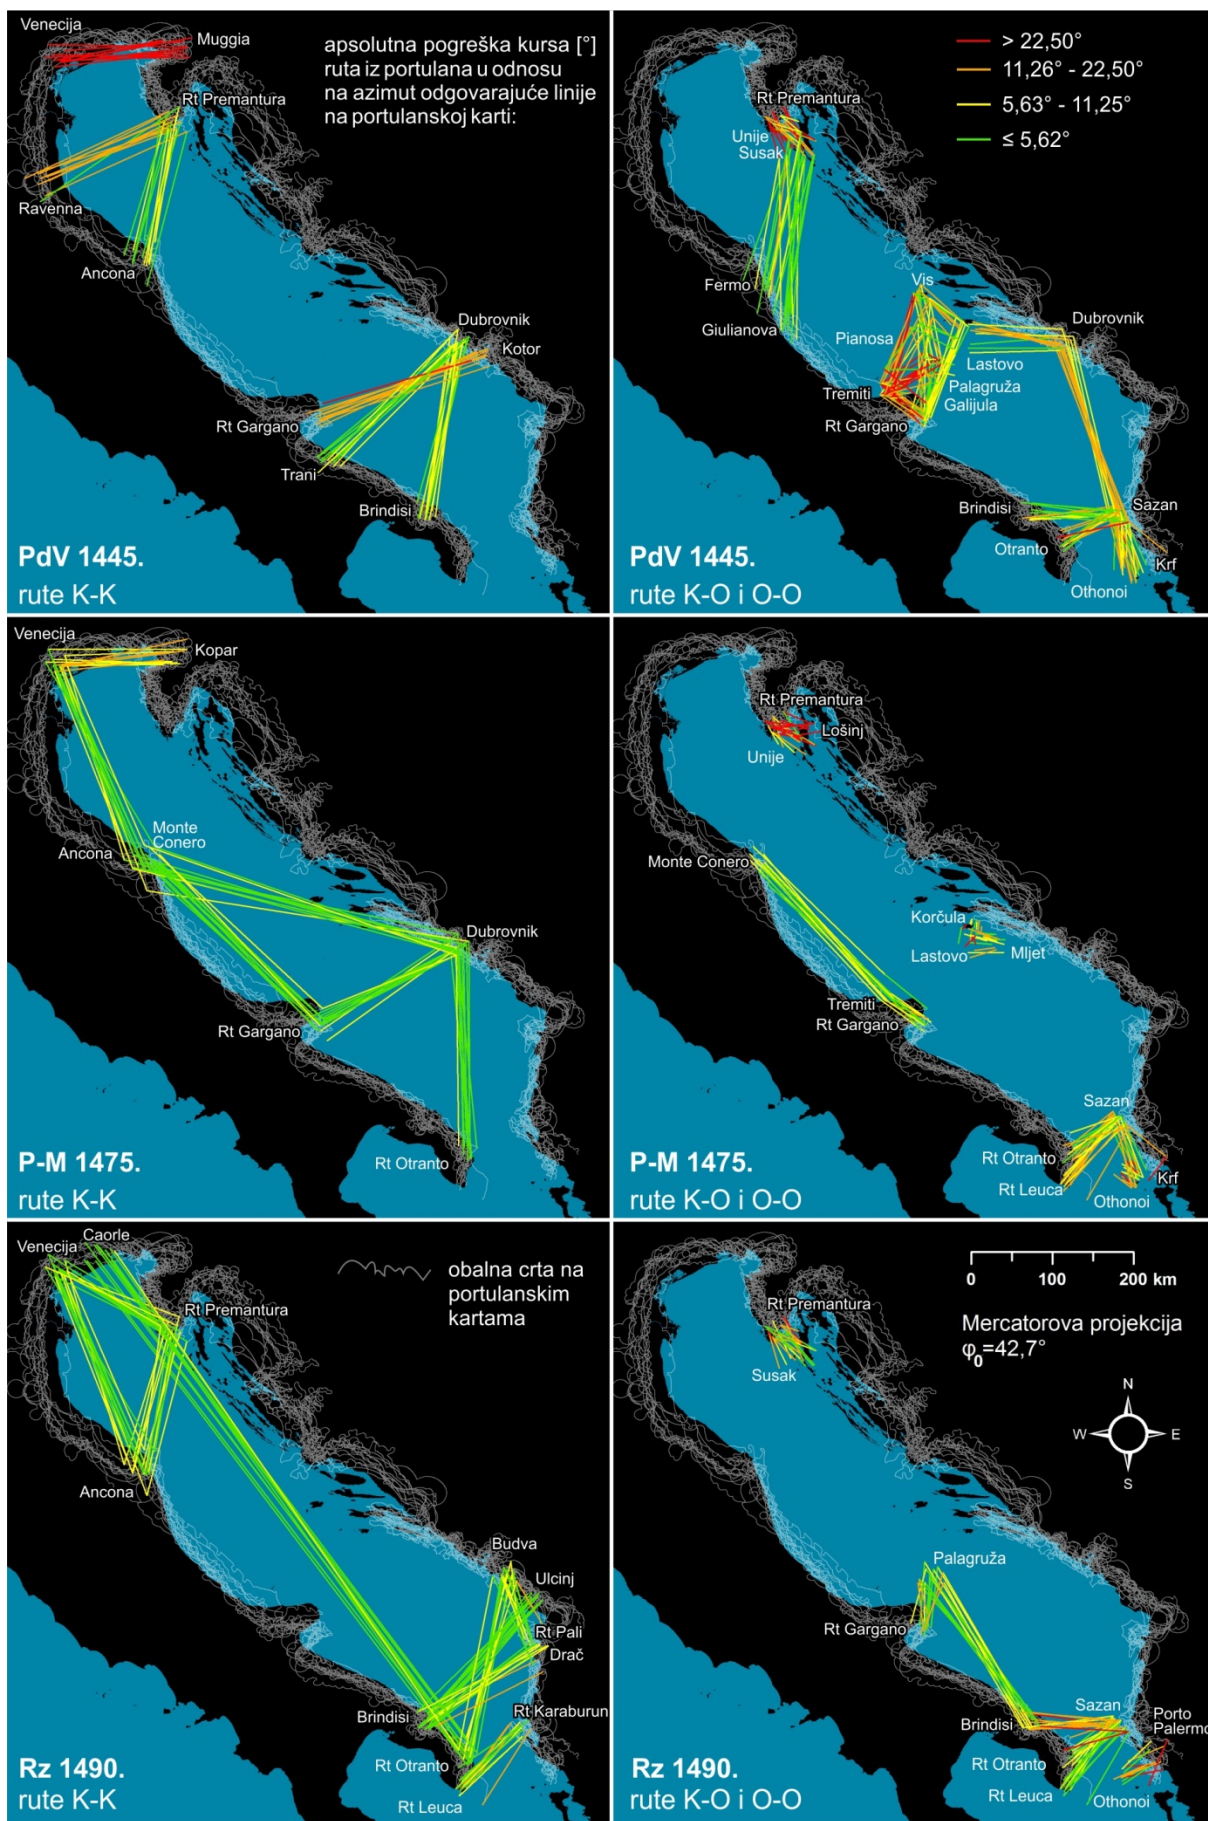 Venecija
Muggia
apsolutna pogreška kursa [°]
ruta iz portulana u odnosu
na azimut odgovarajuće linije
na portulanskoj karti:
Rt Premantura
Ravenna
Ancona
Dubrovnik
Kotor
Rt Gargano
Trani
Brindisi
PdV 1445.
rute K-K
> 22,50°
11,26° - 22,50°
5,63° - 11,25°
≤ 5,62°
Rt Premantura
Unije
Susak
Fermo
Vis
Giulianova
Pianosa
Dubrovnik
Lastovo
Tremiti
Palagruža
Galijula
Rt Gargano
Brindisi
Sazan
Otranto
Krf
Othonoi
PdV 1445.
rute K-O i O-O
Venecija
Kopar
Monte
Conero
Ancona
Dubrovnik
Rt Gargano
Rt Otranto
P-M 1475.
rute K-K
Rt Premantura
Lošinj
Unije
Monte Conero
Korčula
Lastovo
Mljet
Tremiti
Rt Gargano
Sazan
Rt Otranto
Rt Leuca
Krf
Othonoi
P-M 1475.
rute K-O i O-O
Caorle
Venecija
obalna crta na
portulanskim
kartama
Rt Premantura
Ancona
Budva
Ulcinj
Rt Pali
Drač
Brindisi
Rt Karaburun
Rt Otranto
Rt Leuca
Rz 1490.
rute K-K
0 100 200 km
Rt Premantura
Mercatorova projekcija
φ₀=42,7°
Susak
N
W E
S
Palagruža
Rt Gargano
Sazan
Porto
Palermo
Brindisi
Rt Otranto
Rt Leuca
Othonoi
Rz 1490.
rute K-O i O-O